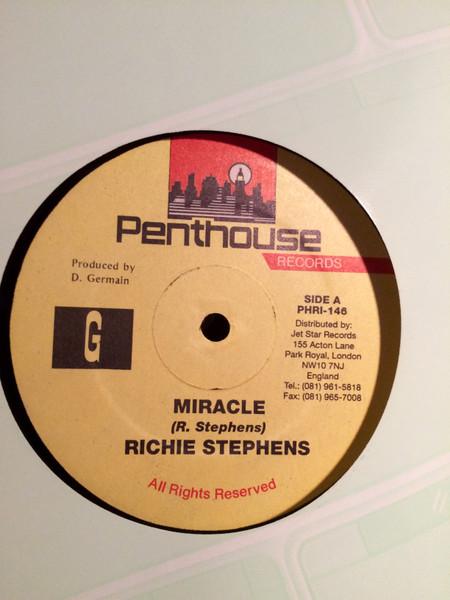 Penthouse
RECORDS
Produced by
D. Germain
G
SIDE A
PHRI-146
Distributed by:
Jet Star Records
155 Acton Lane
Park Royal, London
NW10 7NJ
England
Tel.: (081) 961-5818
Fax: (081) 965-7008
MIRACLE
(R. Stephens)
RICHIE STEPHENS
All Rights Reserved